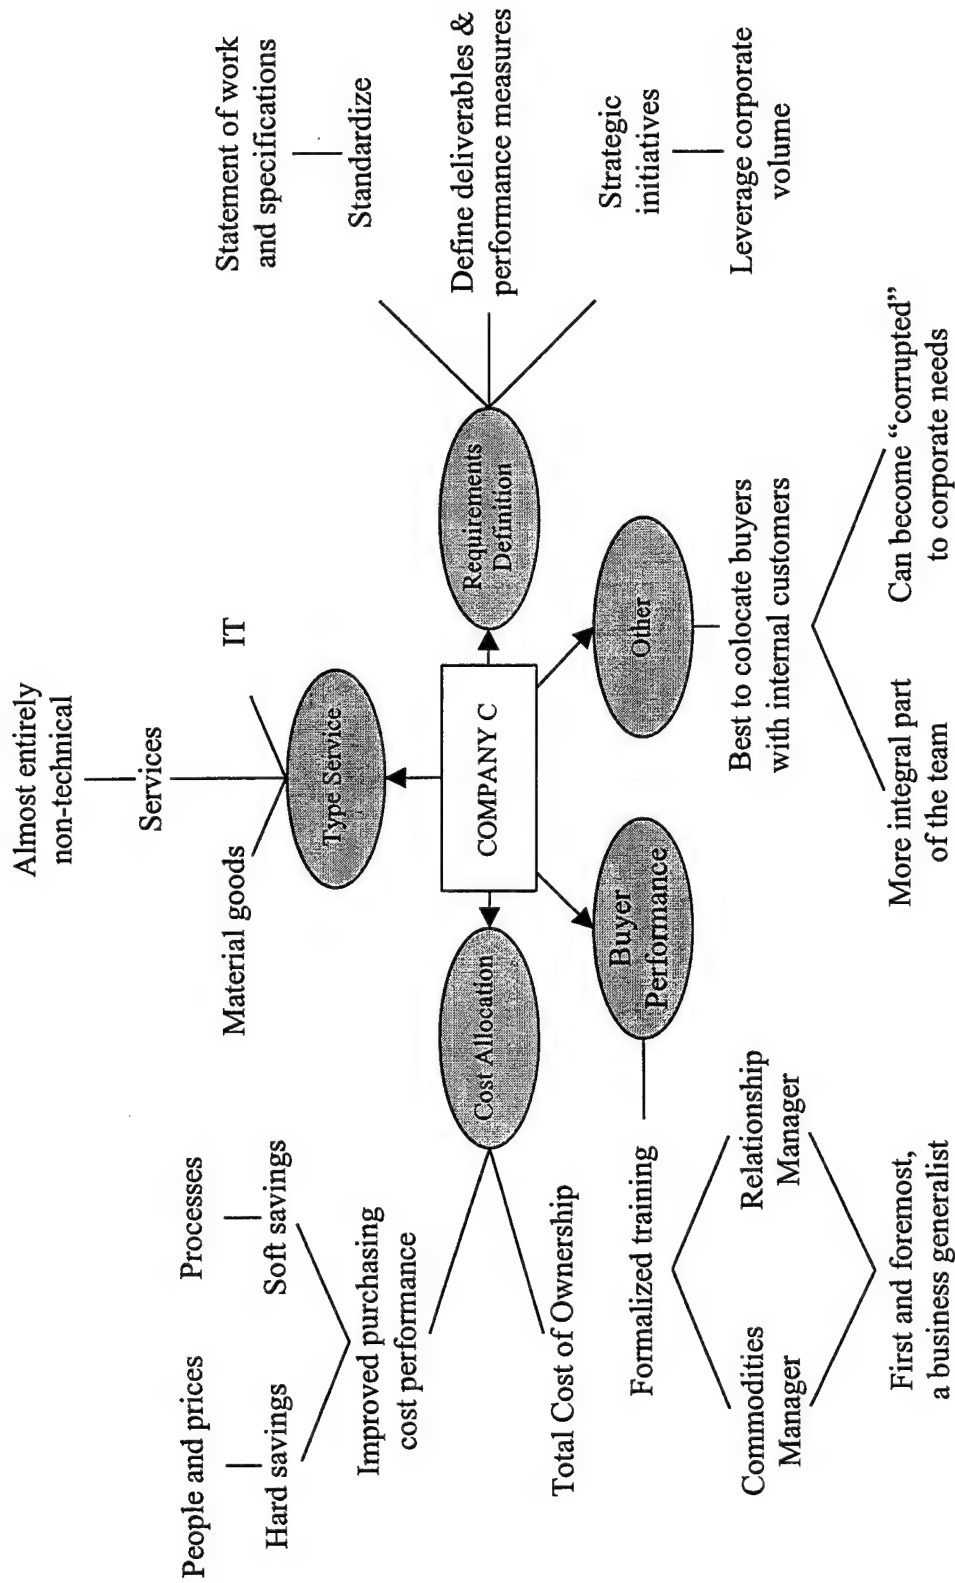 Almost entirely
non-technical
Services
Material goods
IT
Type Service
People and prices
Hard savings
Processes
Soft savings
Improved purchasing
cost performance
Total Cost of Ownership
Cost Allocation
COMPANY C
Requirements
Definition
Statement of work
and specifications
Standardize
Define deliverables &
performance measures
Strategic
initiatives
Leverage corporate
volume
Buyer
Performance
Formalized training
Commodities
Manager
Relationship
Manager
First and foremost,
a business generalist
Other
Best to colocate buyers
with internal customers
More integral part
of the team
Can become “corrupted”
to corporate needs